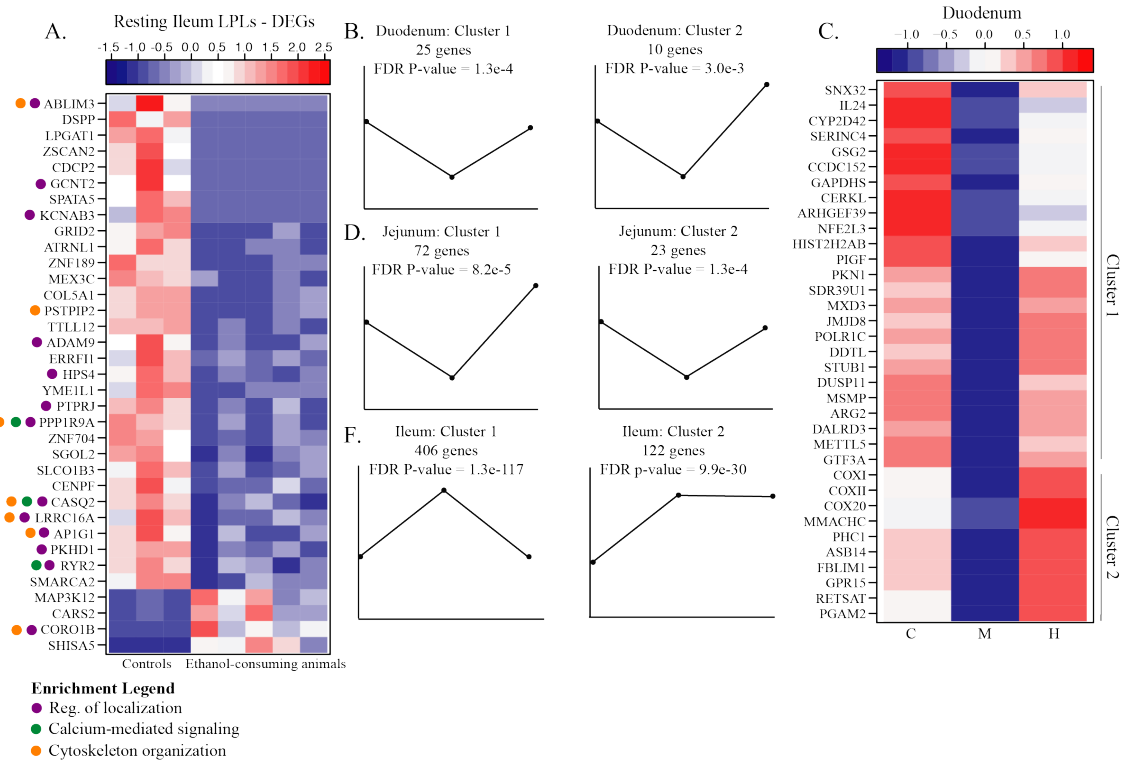 A.
Resting Ileum LPLs - DEGs
-1.5 -1.0 -0.5 0.0 0.5 1.0 1.5 2.0 2.5
ABLIM3
DSPP
LPGAT1
ZSCAN2
CDCP2
GCNT2
SPATA5
KCNAB3
GRID2
ATRNL1
ZNF189
MEX3C
COL5A1
PSTPIP2
TTLL12
ADAM9
ERRFI1
HPS4
YME1L1
PTPRJ
PPP1R9A
ZNF704
SGOL2
SLCO1B3
CENPF
CASQ2
LRRC16A
AP1G1
PKHD1
RYR2
SMARCA2
MAP3K12
CARS2
CORO1B
SHISA5
Controls Ethanol-consuming animals
Enrichment Legend
Reg. of localization
Calcium-mediated signaling
Cytoskeleton organization
B.
Duodenum: Cluster 1
25 genes
FDR P-value = 1.3e-4
Duodenum: Cluster 2
10 genes
FDR P-value = 3.0e-3
D.
Jejunum: Cluster 1
72 genes
FDR P-value = 8.2e-5
Jejunum: Cluster 2
23 genes
FDR P-value = 1.3e-4
F.
Ileum: Cluster 1
406 genes
FDR P-value = 1.3e-117
Ileum: Cluster 2
122 genes
FDR p-value = 9.9e-30
C.
Duodenum
-1.0 -0.5 0.0 0.5 1.0
SNX32
IL24
CYP2D42
SERINC4
GSG2
CCDC152
GAPDHS
CERKL
ARHGEF39
NFE2L3
HIST2H2AB
PIGF
PKN1
SDR39U1
MXD3
JMJD8
POLR1C
DDTL
STUB1
DUSP11
MSMP
ARG2
DALRD3
METTL5
GTF3A
COXI
COXII
COX20
MMACHC
PHC1
ASB14
FBLIM1
GPR15
RETSAT
PGAM2
C M H
Cluster 1
Cluster 2